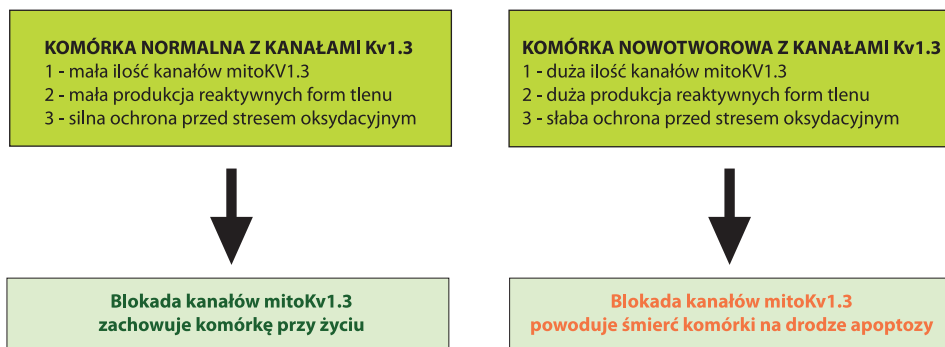 KOMÓRKA NORMALNA Z KANAŁAMI Kv1.3
1 - mała ilość kanałów mitoKV1.3
2 - mała produkcja reaktywnych form tlenu
3 - silna ochrona przed stresem oksydacyjnym
Blokada kanałów mitoKv1.3
zachowuje komórkę przy życiu
KOMÓRKA NOWOTWOROWA Z KANAŁAMI Kv1.3
1 - duża ilość kanałów mitoKV1.3
2 - duża produkcja reaktywnych form tlenu
3 - słaba ochrona przed stresem oksydacyjnym
Blokada kanałów mitoKv1.3
powoduje śmierć komórki na drodze apoptozy